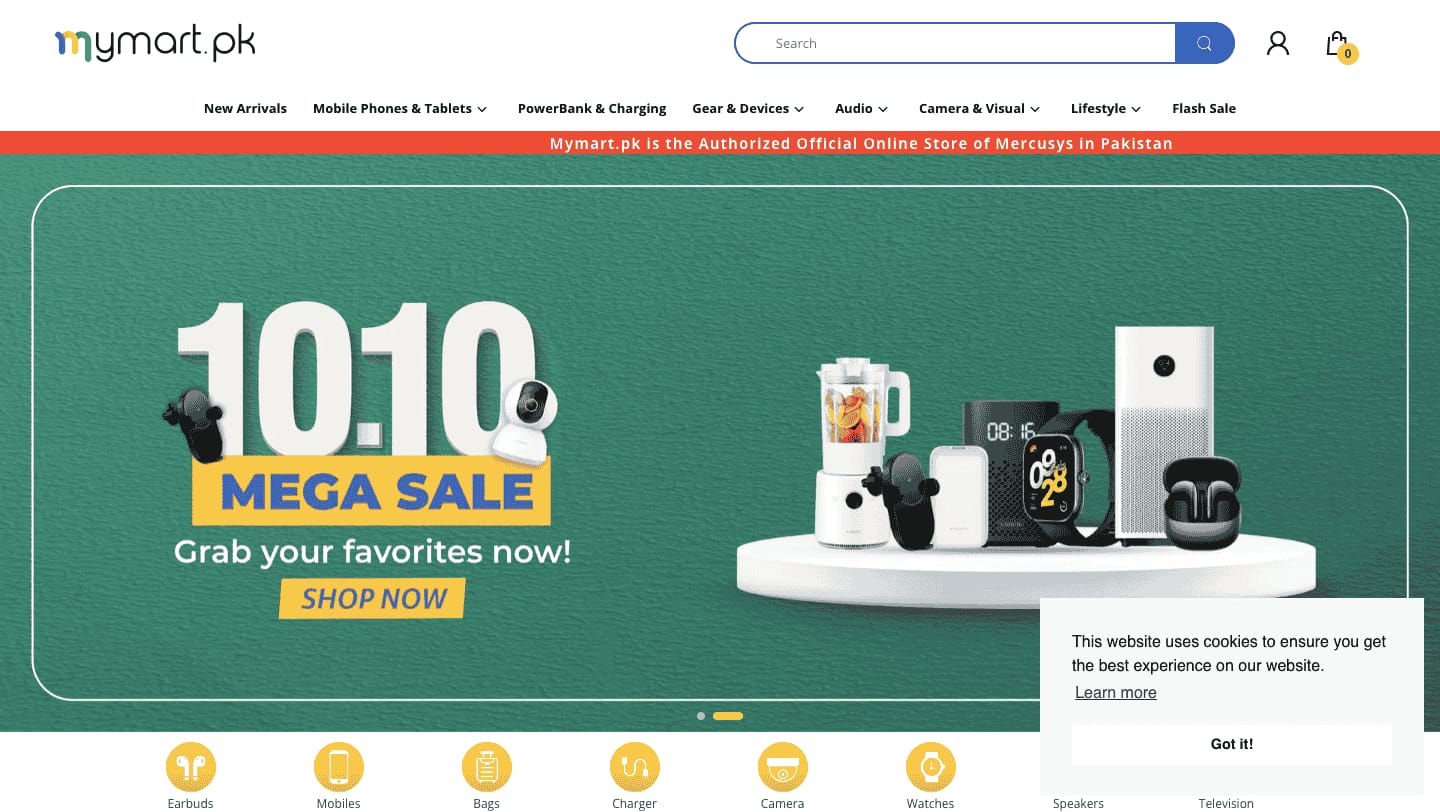 mymart.pk
Search
0
New Arrivals
Mobile Phones & Tablets
PowerBank & Charging
Gear & Devices
Audio
Camera & Visual
Lifestyle
Flash Sale
Mymart.pk is the Authorized Official Online Store of Mercusys in Pakistan
10.10
MEGA SALE
Grab your favorites now!
SHOP NOW
08:16
09
28
This website uses cookies to ensure you get
the best experience on our website.
Learn more
Got it!
Earbuds
Mobiles
Bags
Charger
Camera
Watches
Speakers
Television